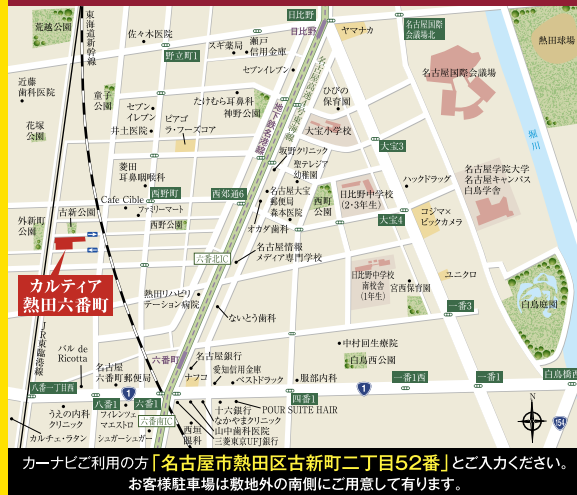 荒越公園
東海道新幹線
佐々木医院
野立町1
スギ薬局
瀬戸
信用金庫
日比野
日比野
ヤマナカ
名古屋国際
会議場北
熱田球場
セブンイレブン
名古屋高速4号東海線
名古屋国際会議場
近藤
歯科医院
童子
公園
セブン
イレブン
井土医院
ピアゴ
ラ・フーズコア
たけむら耳鼻科
神野公園
地下鉄名港線
ひびの
保育園
大宝小学校
堀川
花塚
公園
菱田
耳鼻咽喉科
坂野クリニック
聖テレジア
幼稚園
大宝3
Cafe Cible
西野町
西郊通6
名古屋大宝
郵便局
森本医院
西町
公園
日比野中学校
(2・3年生)
ハックドラッグ
名古屋学院大学
名古屋キャンパス
白鳥学舎
古新公園
ファミリーマート
外新町
公園
西野公園
オカダ歯科
大宝4
コジマ×
ビックカメラ
カルティア
熱田六番町
六番北IC
名古屋情報
メディア専門学校
日比野中学校
南校舎
(1年生)
宮西保育園
ユニクロ
熱田リハビリ
テーション病院
ないとう歯科
一番3
白鳥庭園
JR東臨港線
バル de
Ricotta
六番町
名古屋銀行
中村回生療院
白鳥西公園
名古屋
六番町郵便局
ナフコ
愛知信用金庫
ベストドラッグ
服部内科
八番一丁目西
1
八番1
六番1
四番1
1
一番1西
一番1
白鳥橋西
うえの内科
クリニック
フィレンツェ
マエストロ
六番南IC
十六銀行
POUR SUITE HAIR
なかやまクリニック
山中歯科医院
三菱東京UFJ銀行
カルチェ・ラタン
シュガーシュガー
西垣
眼科
N
154
カーナビご利用の方「名古屋市熱田区古新町二丁目52番」とご入力ください。
お客様駐車場は敷地外の南側にご用意して有ります。